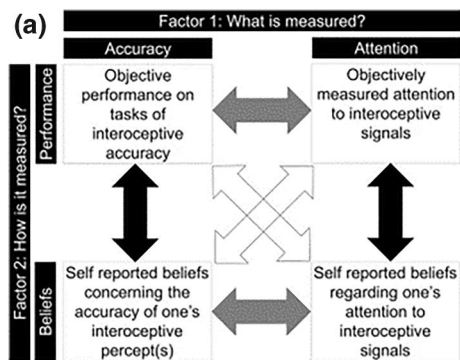 (a)
Factor 1: What is measured?
Accuracy
Attention
Factor 2: How is it measured?
Performance
Objective
performance on
tasks of
interoceptive
accuracy
Objectively
measured attention
to interoceptive
signals
Beliefs
Self reported beliefs
concerning the
accuracy of one's
interoceptive
percept(s)
Self reported beliefs
regarding one's
attention to
interoceptive
signals